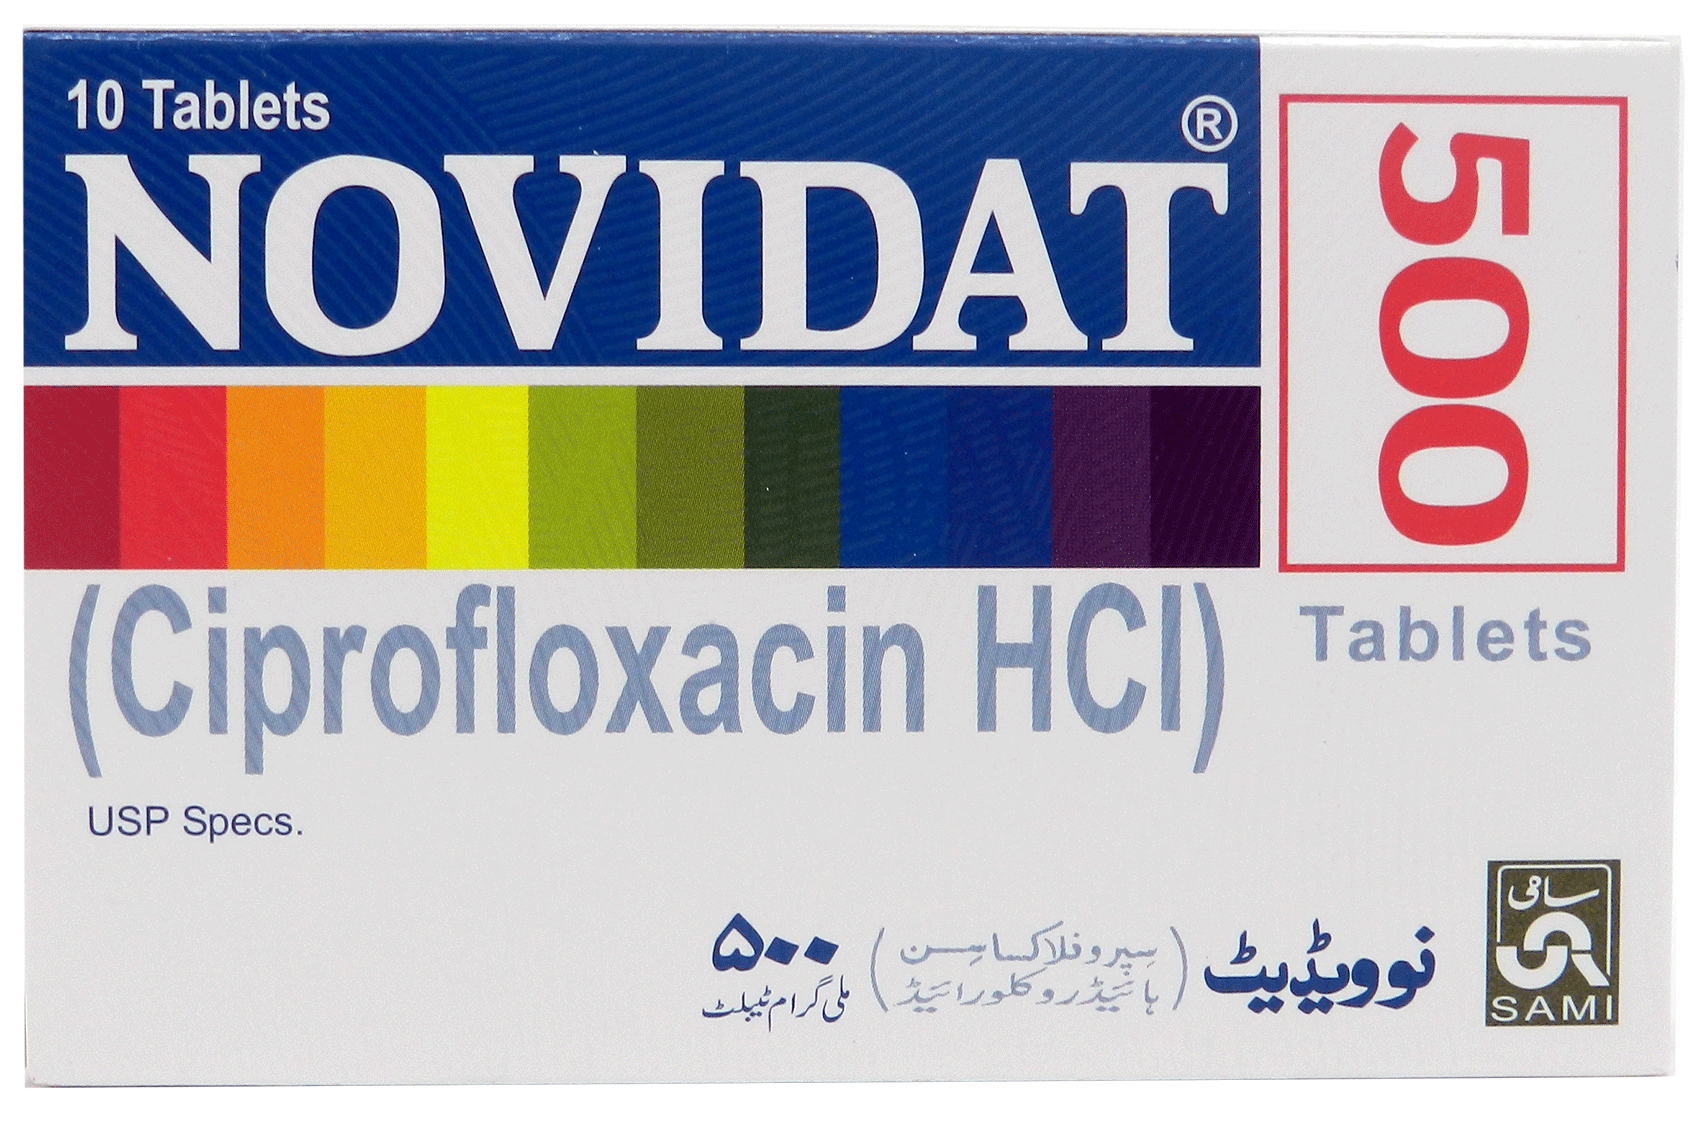 10 Tablets
NOVIDAT®
500
Tablets
(Ciprofloxacin HCl)
USP Specs.
نوویڈیٹ (سپروفلاکساسن ہائیڈروکلورائیڈ) ۵۰۰
ملی گرام ٹیبلٹ
سامی
SAMI